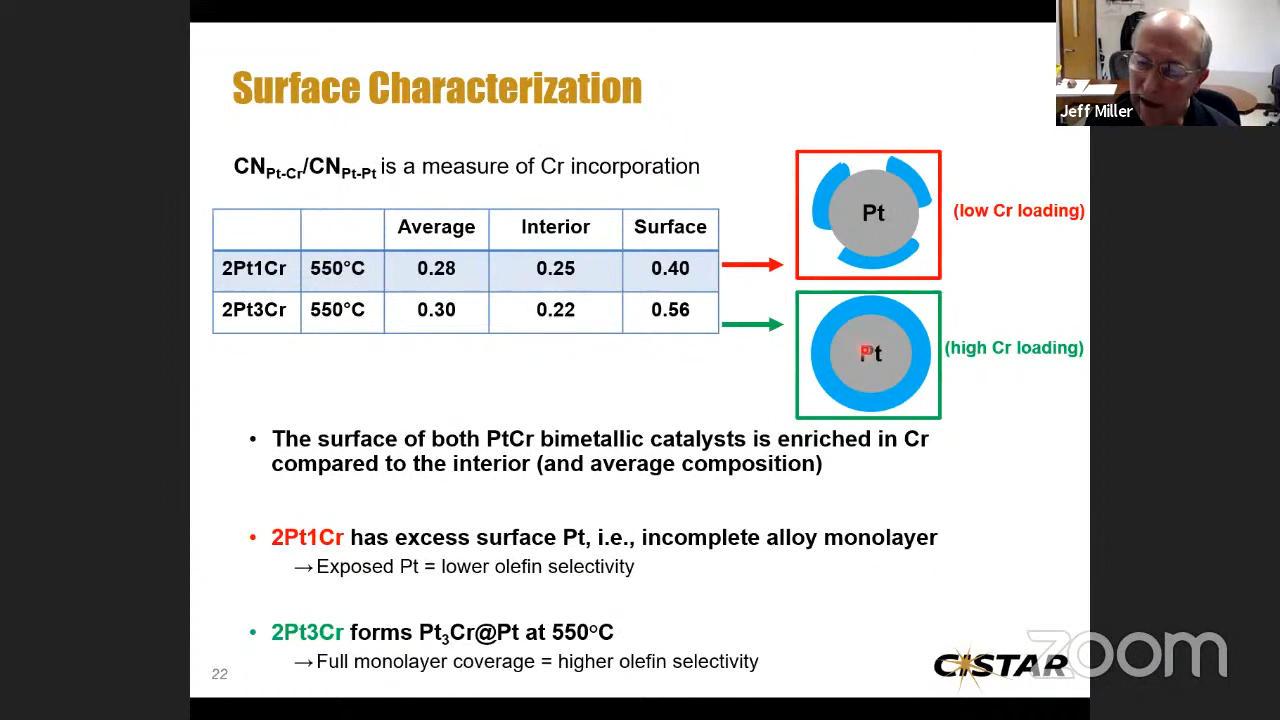 Surface Characterization
Jeff Miller
CNPt-Cr/CNPt-Pt is a measure of Cr incorporation
Average Interior Surface
2Pt1Cr 550°C 0.28 0.25 0.40
2Pt3Cr 550°C 0.30 0.22 0.56
Pt
(low Cr loading)
Pt
(high Cr loading)
• The surface of both PtCr bimetallic catalysts is enriched in Cr
compared to the interior (and average composition)
• 2Pt1Cr has excess surface Pt, i.e., incomplete alloy monolayer
→Exposed Pt = lower olefin selectivity
• 2Pt3Cr forms Pt3Cr@Pt at 550°C
→Full monolayer coverage = higher olefin selectivity
22
CISTAR
zoom